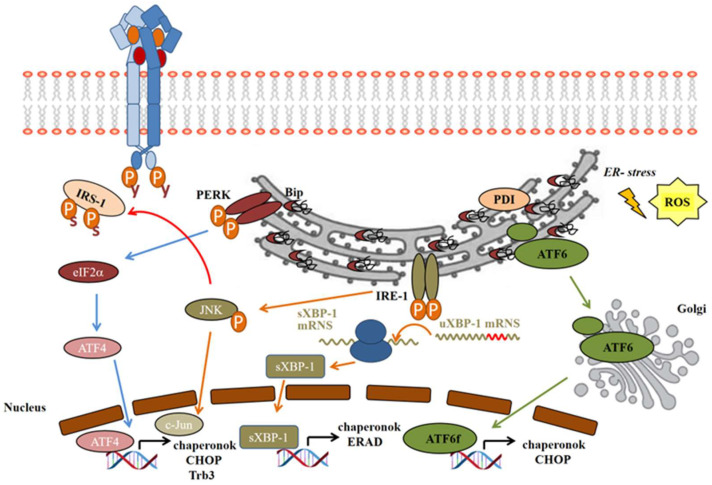 P
P
y
y
IRS-1
P
P
s
s
PERK
P
P
Bip
PDI
ER- stress
ROS
ATF6
eIF2α
IRE-1
P
P
JNK
P
sXBP-1
mRNS
uXBP-1 mRNS
Golgi
ATF6
ATF4
sXBP-1
Nucleus
c-Jun
ATF4
chaperonok
CHOP
Trb3
sXBP-1
chaperonok
ERAD
ATF6f
chaperonok
CHOP